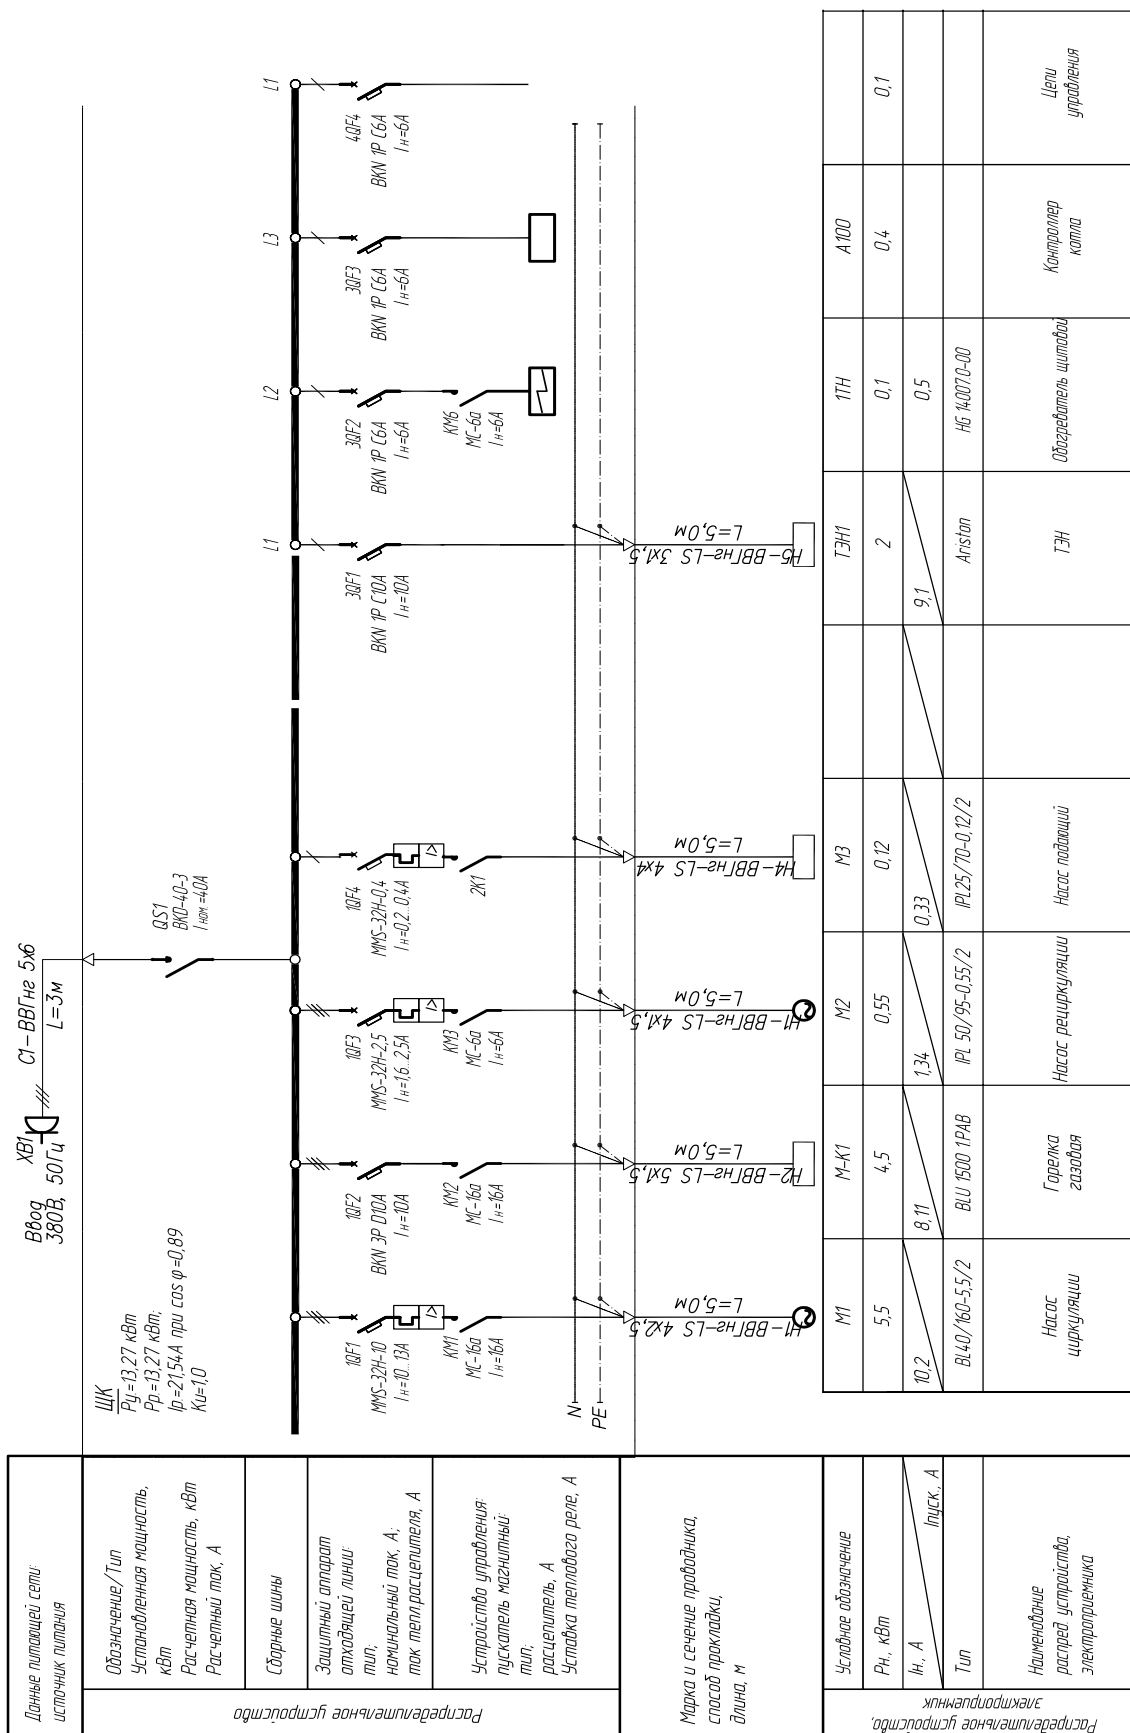 Данные питающей сети:
источник питания
Распределительное устройство
Обозначение/Тип
Установленная мощность,
кВт
Расчетная мощность, кВт
Расчетный ток, А
Сборные шины
Защитный аппарат
отходящей линии:
тип;
номинальный ток, А;
ток тепл.расцепителя, А
Устройство управления:
пускатель магнитный:
тип;
расцепитель, А
Уставка теплового реле, А
Марка и сечение проводника,
способ прокладки,
длина, м
Распределительное устройство,
электроприемник
Условное обозначение
Рн., кВт
Iн., А
Iпуск., А
Тип
Наименование
распред. устройства,
электроприемника
Ввод
380В, 50Гц
XB1
С1-ВВГнг 5х6
L=3м
ЩК
Ру=13,27 кВт
Рр=13,27 кВт;
Iр=21,54А при cos φ=0,89
Ки=1,0
QS1
ВКD-40-3
Iном.=40А
L1
L2
L3
L1
1QF1
MMS-32H-10
Iн=10..13А
1QF2
BKN 3P D10A
Iн=10А
1QF3
MMS-32H-2,5
Iн=1,6..2,5А
1QF4
MMS-32H-0,4
Iн=0,2..0,4А
3QF1
BKN 1P C10A
Iн=10А
3QF2
BKN 1P C6A
Iн=6А
3QF3
BKN 1P C6A
Iн=6А
4QF4
BKN 1P C6A
Iн=6А
I>
I>
I>
KM1
МС-16а
Iн=16А
KM2
МС-16а
Iн=16А
KM3
МС-6а
Iн=6А
2К1
KM6
МС-6а
Iн=6А
N
PE
Н1-ВВГнг-LS 4х2,5
L=5,0м
Н2-ВВГнг-LS 5х1,5
L=5,0м
Н1-ВВГнг-LS 4х1,5
L=5,0м
Н4-ВВГнг-LS 4х4
L=5,0м
Н5-ВВГнг-LS 3х1,5
L=5,0м
М1
М-К1
М2
М3
ТЭН1
1ТН
А100
5,5
4,5
0,55
0,12
2
0,1
0,4
0,1
10,2
8,11
1,34
0,33
9,1
0,5
BL40/160-5,5/2
BLU 1500 1.PAB
IPL 50/95-0,55/2
IPL25/70-0,12/2
Ariston
HG 14007.0-00
Насос
циркуляции
Горелка
газовая
Насос рециркуляции
Насос подающий
ТЭН
Обогреватель щитовой
Контроллер
котла
Цепи
управления